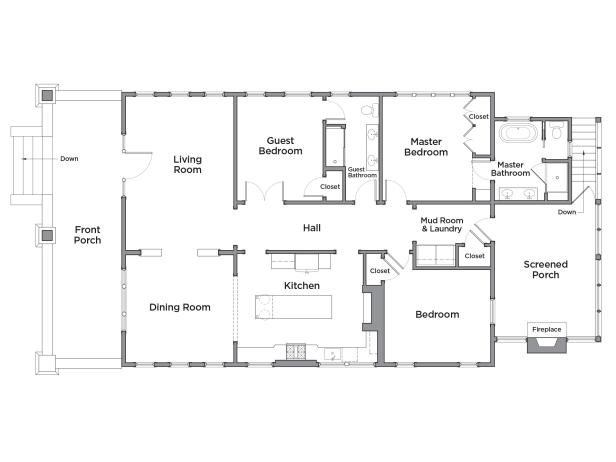 Closet
Guest
Bedroom
Master
Bedroom
Down
Living
Room
Guest
Bathroom
Master
Bathroom
Closet
Down
Mud Room
& Laundry
Front
Porch
Hall
Closet
Screened
Porch
Closet
Kitchen
Dining Room
Bedroom
Fireplace